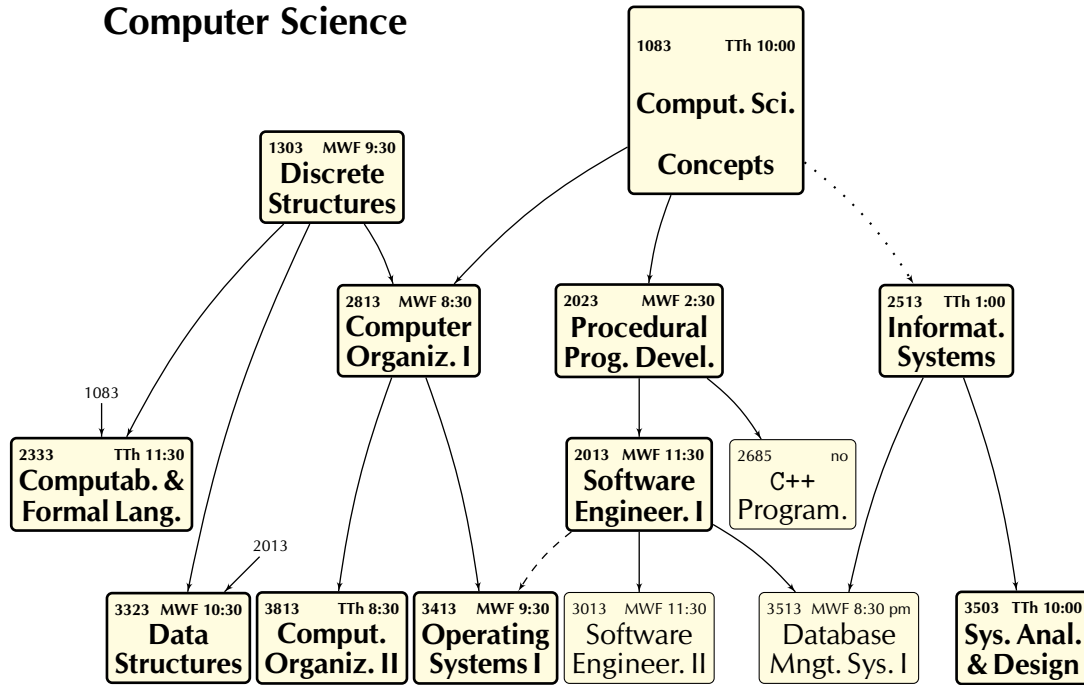 Computer Science
1083 TTh 10:00
Comput. Sci.
Concepts
1303 MWF 9:30
Discrete
Structures
2813 MWF 8:30
Computer
Organiz. I
2023 MWF 2:30
Procedural
Prog. Devel.
2513 TTh 1:00
Informat.
Systems
1083
2333 TTh 11:30
Computab. &
Formal Lang.
2013 MWF 11:30
Software
Engineer. I
2685 no
C++
Program.
2013
3323 MWF 10:30
Data
Structures
3813 TTh 8:30
Comput.
Organiz. II
3413 MWF 9:30
Operating
Systems I
3013 MWF 11:30
Software
Engineer. II
3513 MWF 8:30 pm
Database
Mngt. Sys. I
3503 TTh 10:00
Sys. Anal.
& Design